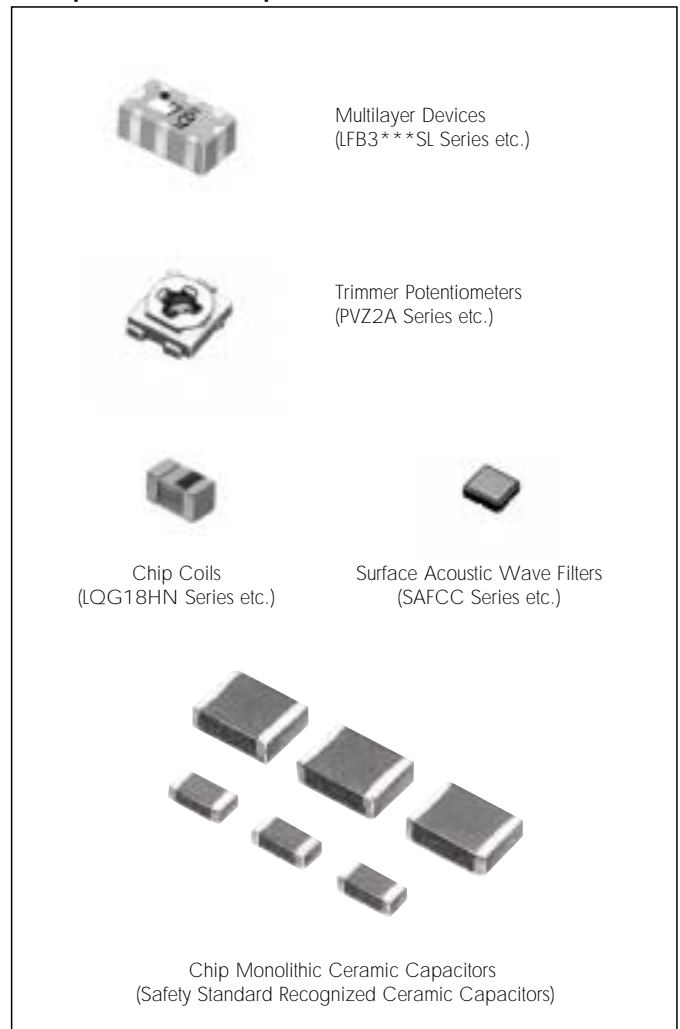 Multilayer Devices
(LFB3***SL Series etc.)
Trimmer Potentiometers
(PVZ2A Series etc.)
Chip Coils
(LQG18HN Series etc.)
Surface Acoustic Wave Filters
(SAFCC Series etc.)
Chip Monolithic Ceramic Capacitors
(Safety Standard Recognized Ceramic Capacitors)